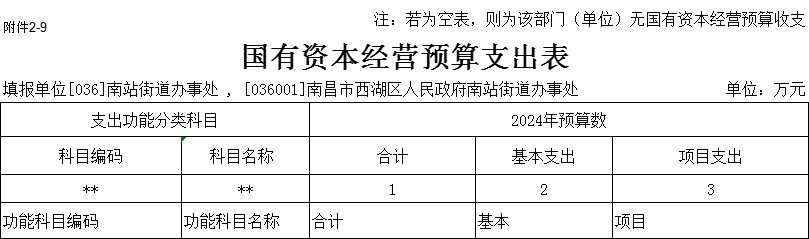 注：若为空表，则为该部门（单位）无国有资本经营预算收支
附件2-9
国有资本经营预算支出表
填报单位[036]南站街道办事处 , [036001]南昌市西湖区人民政府南站街道办事处 单位：万元
支出功能分类科目 2024年预算数
科目编码 科目名称 合计 基本支出 项目支出
** ** 1 2 3
功能科目编码 功能科目名称 合计 基本 项目